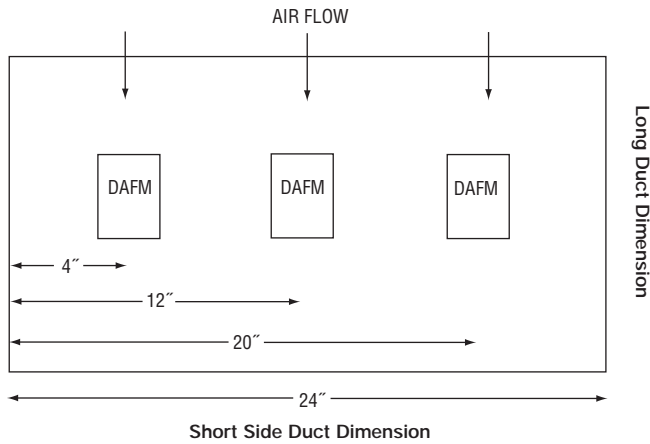 AIR FLOW
DAFM DAFM DAFM
Long Duct Dimension
4˝
12˝
20˝
24˝
Short Side Duct Dimension